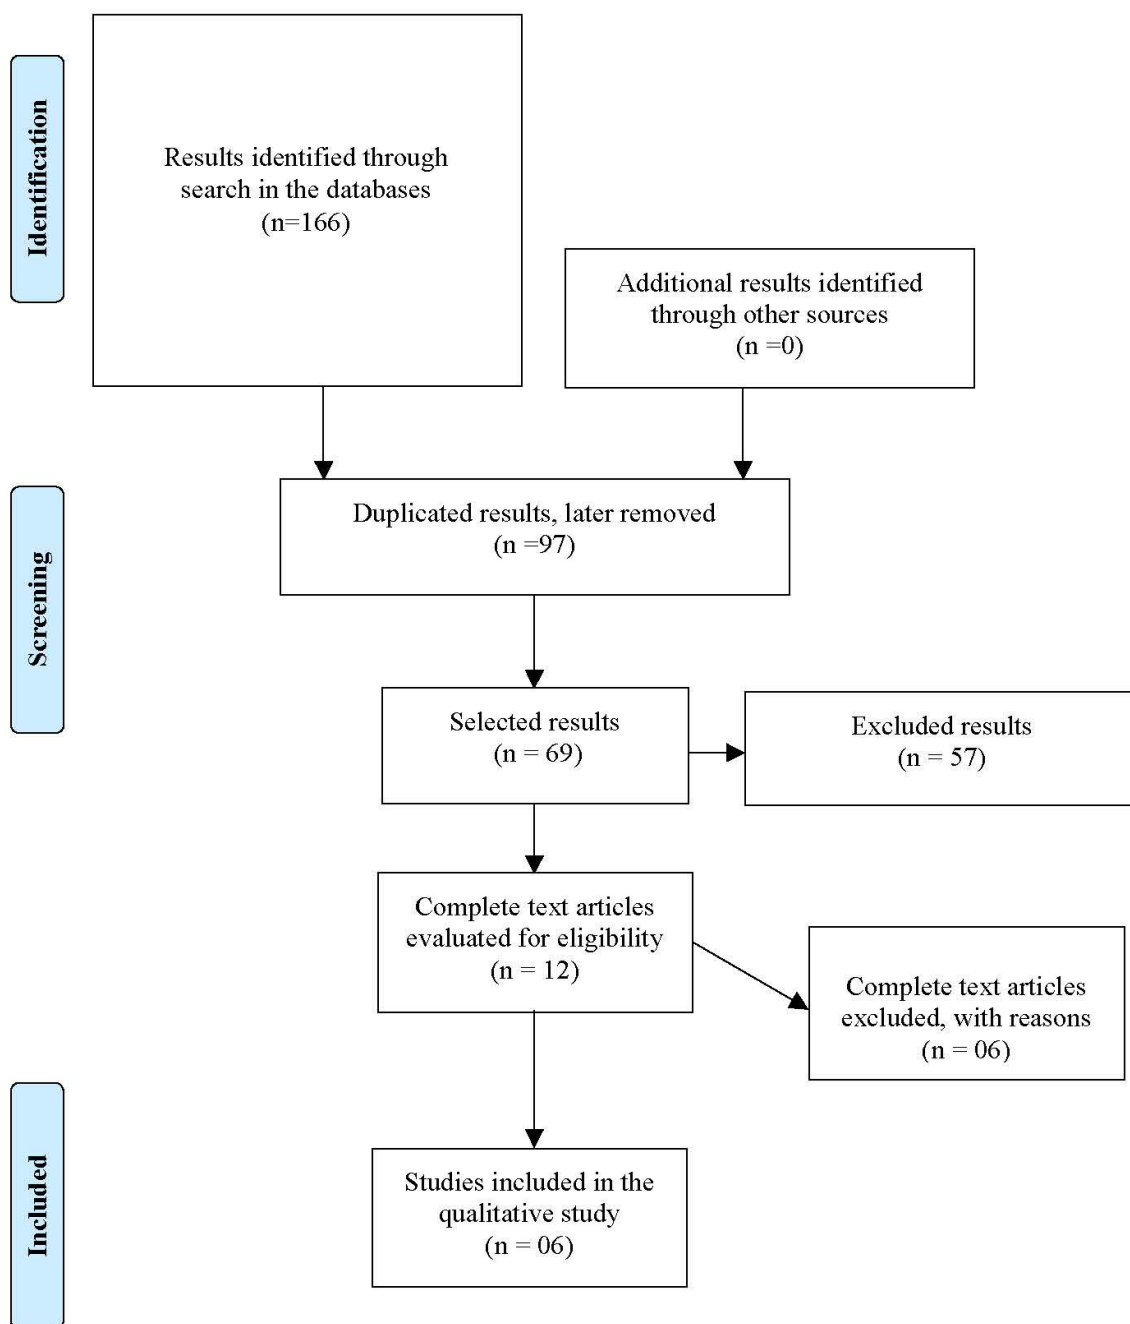 Identification
Results identified through
search in the databases
(n=166)
Additional results identified
through other sources
(n =0)
Screening
Duplicated results, later removed
(n =97)
Selected results
(n = 69)
Excluded results
(n = 57)
Complete text articles
evaluated for eligibility
(n = 12)
Complete text articles
excluded, with reasons
(n = 06)
Included
Studies included in the
qualitative study
(n = 06)